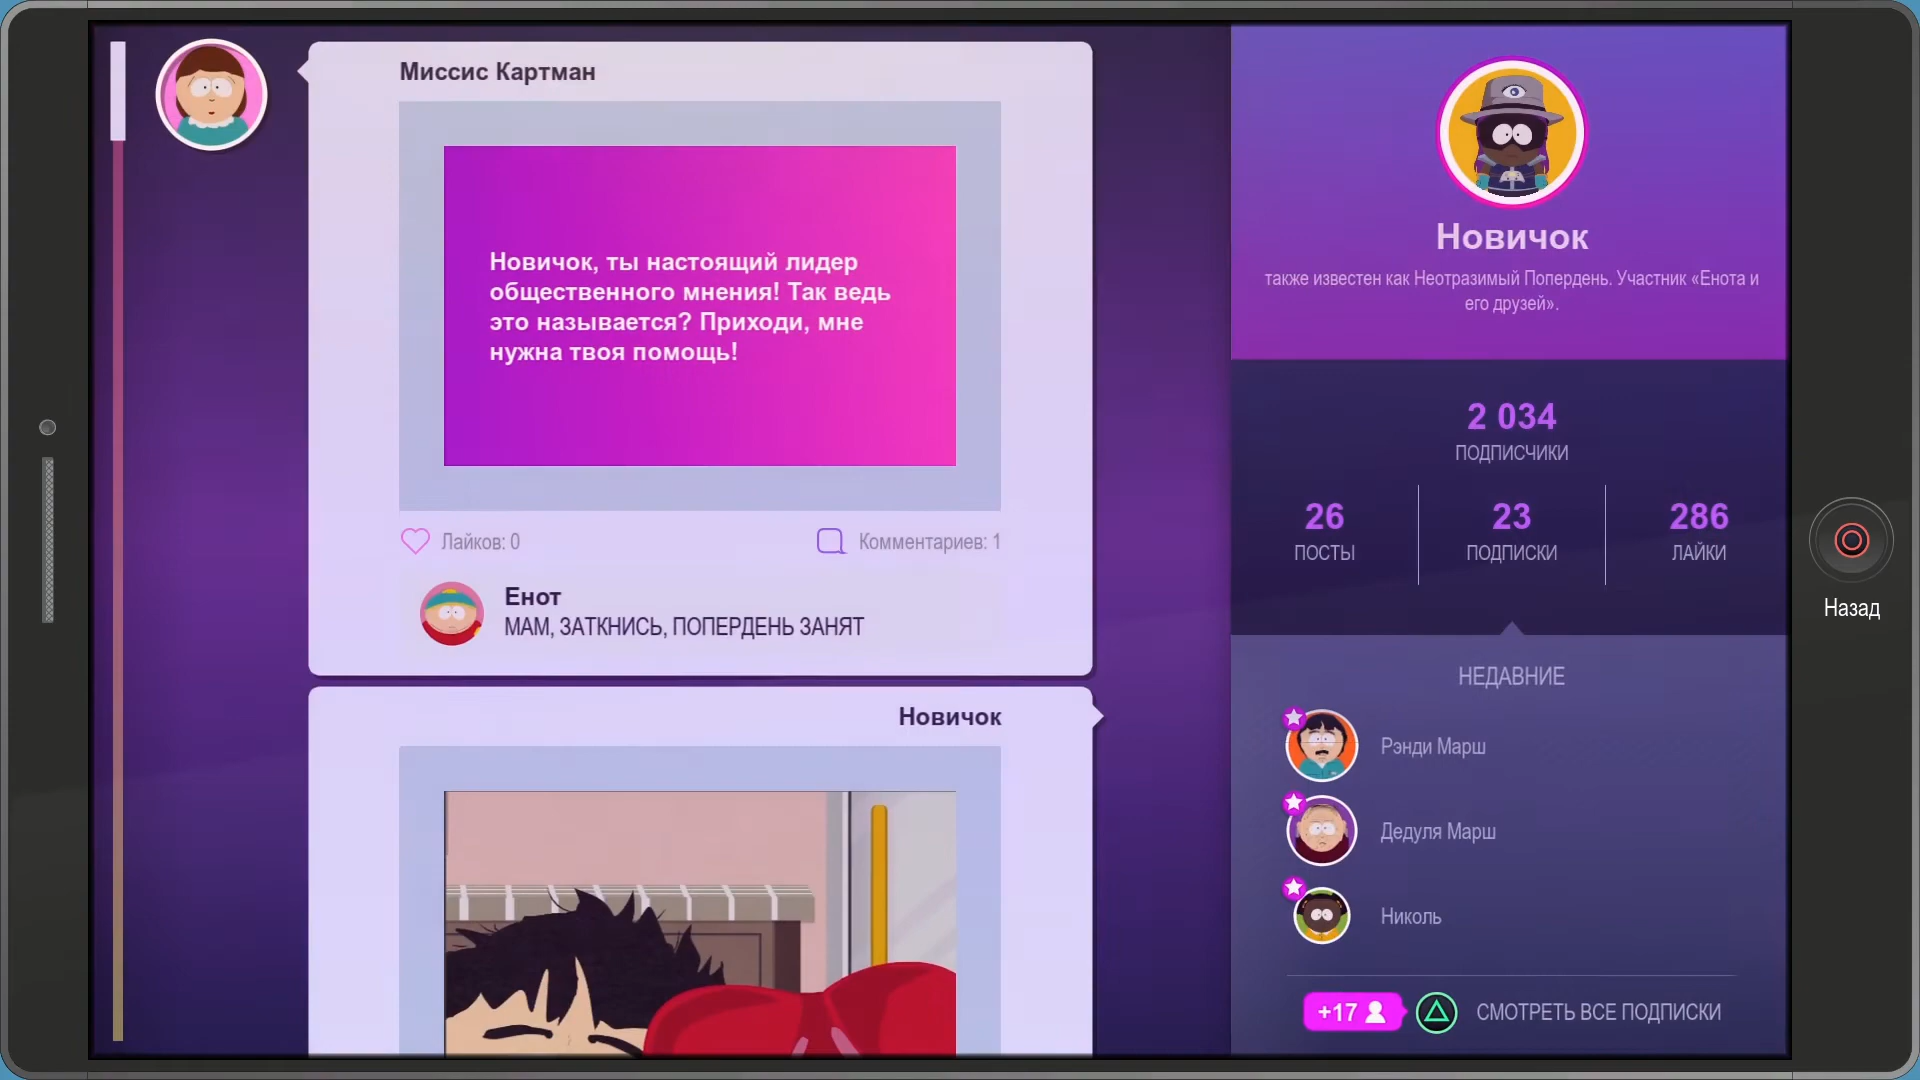 Миссис Картман
Новичок, ты настоящий лидер
общественного мнения! Так ведь
это называется? Приходи, мне
нужна твоя помощь!
Лайков: 0
Комментариев: 1
Енот
МАМ, ЗАТКНИСЬ, ПОПЕРДЕНЬ ЗАНЯТ
Новичок
Новичок
также известен как Неотразимый Попердень. Участник «Енота и
его друзей».
2 034
ПОДПИСЧИКИ
26
ПОСТЫ
23
ПОДПИСКИ
286
ЛАЙКИ
НЕДАВНИЕ
Рэнди Марш
Дедуля Марш
Николь
+17
СМОТРЕТЬ ВСЕ ПОДПИСКИ
Назад